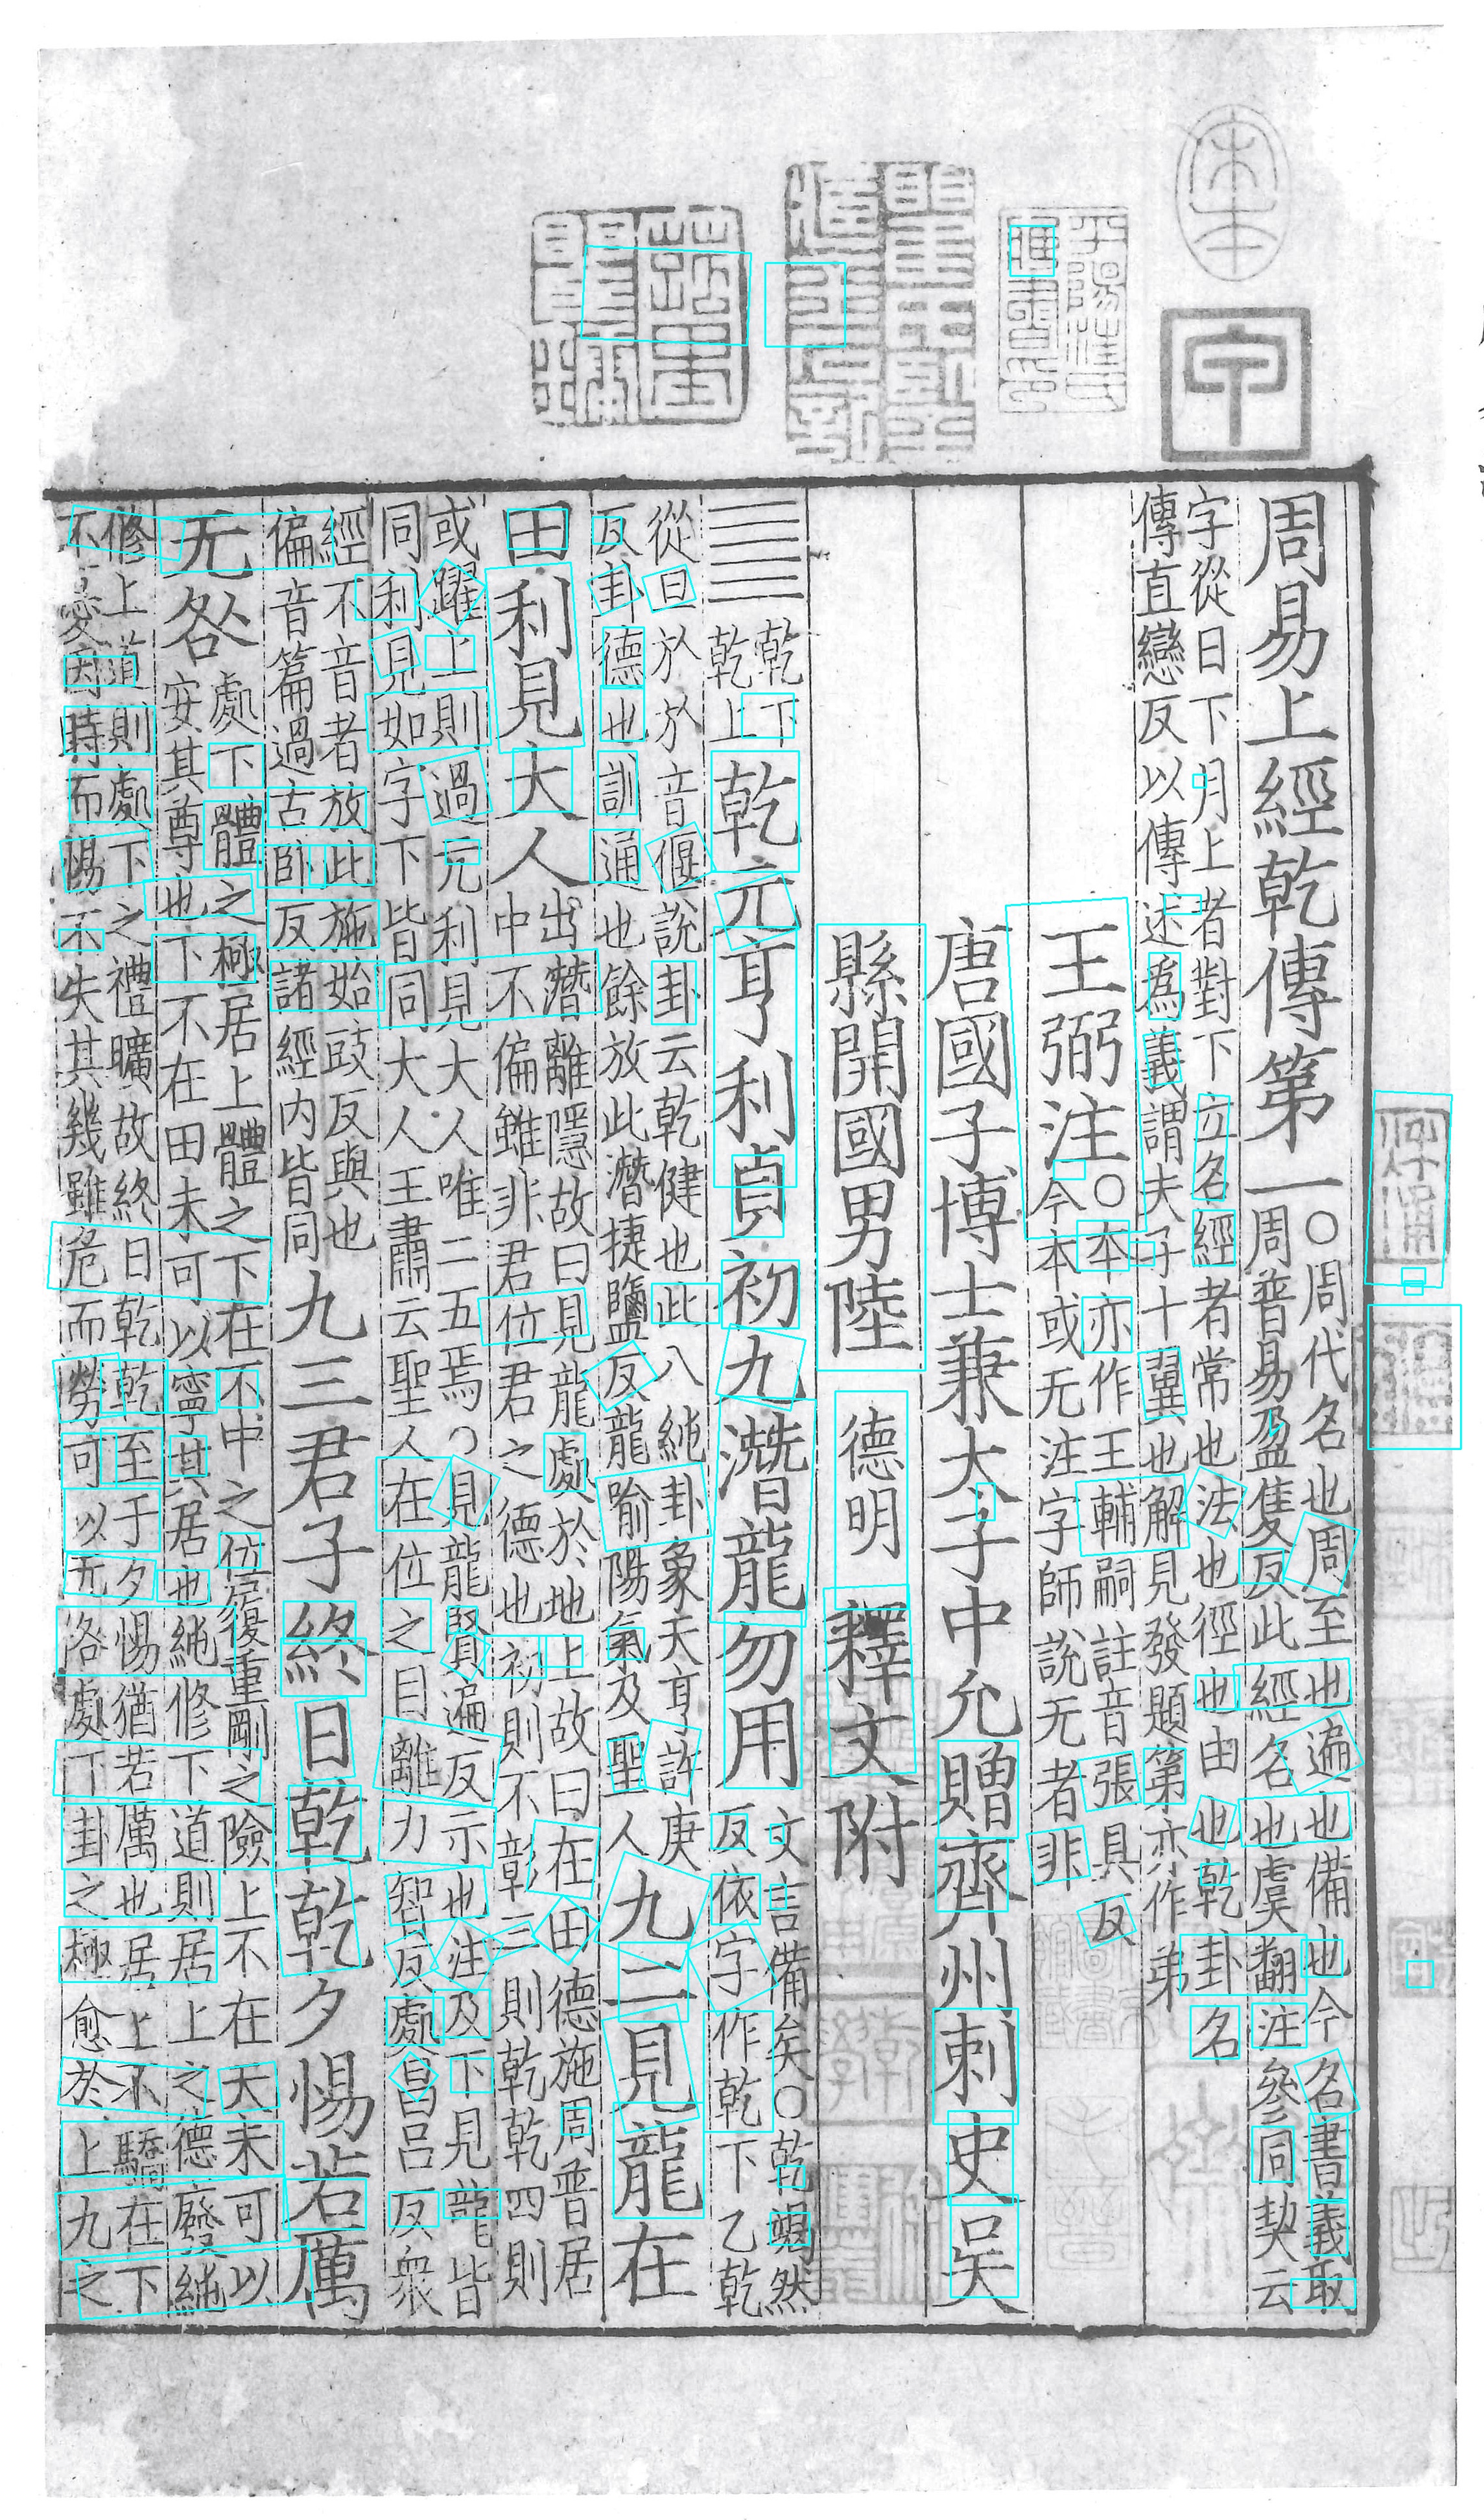 周易上經乾傳第一
○周代名也周至也遍也備也今名書義取
周普易盈隻反此經名也虞翻注參同契云
字從日下月上者對下立名經者常也法也徑也由也乾卦名
傳直戀反以傳述爲義謂夫子十翼也解見發題第亦作弟
王弼注
○本亦作王輔嗣註音張具反
今本或无注字師說无者非
唐國子博士兼太子中允贈齊州刺史吳
縣開國男陸 德明 釋文附
䷀
乾下
乾上
乾元亨利貞初九潛龍勿用
文言備矣○乾竭然
反依字作乾下乙乾
從旦於於音偃說卦云乾健也此八純卦象天亨許庚
反卦德也訓通也餘放此潛捷鹽反龍喻陽氣及聖人
九二見龍在
田利見大人
出潛離隱故曰見龍處於地上故曰在田德施周普居
中不偏雖非君位君之德也初則不彰三則乾乾四則
或躍上則過亢利見大人唯二五焉○見龍賢遍反示也注及下見龍皆
同利見如字下皆同大人王肅云聖人在位之目離力智反處昌呂反衆
經不音者放此施始豉反與也
偏音篇過古臥反諸經內皆同
九三君子終日乾乾夕惕若厲
无咎
處下體之極居上體之下在不中之位履重剛之險上不在天未可以
安其尊也下不在田未可以寧其居也純修下道則居上之德廢純
修上道則處下之禮曠故終日乾乾至于夕惕猶若厲也居上不驕在下
不憂因時而惕不失其幾雖危而勞可以无咎處下卦之極愈於上九之